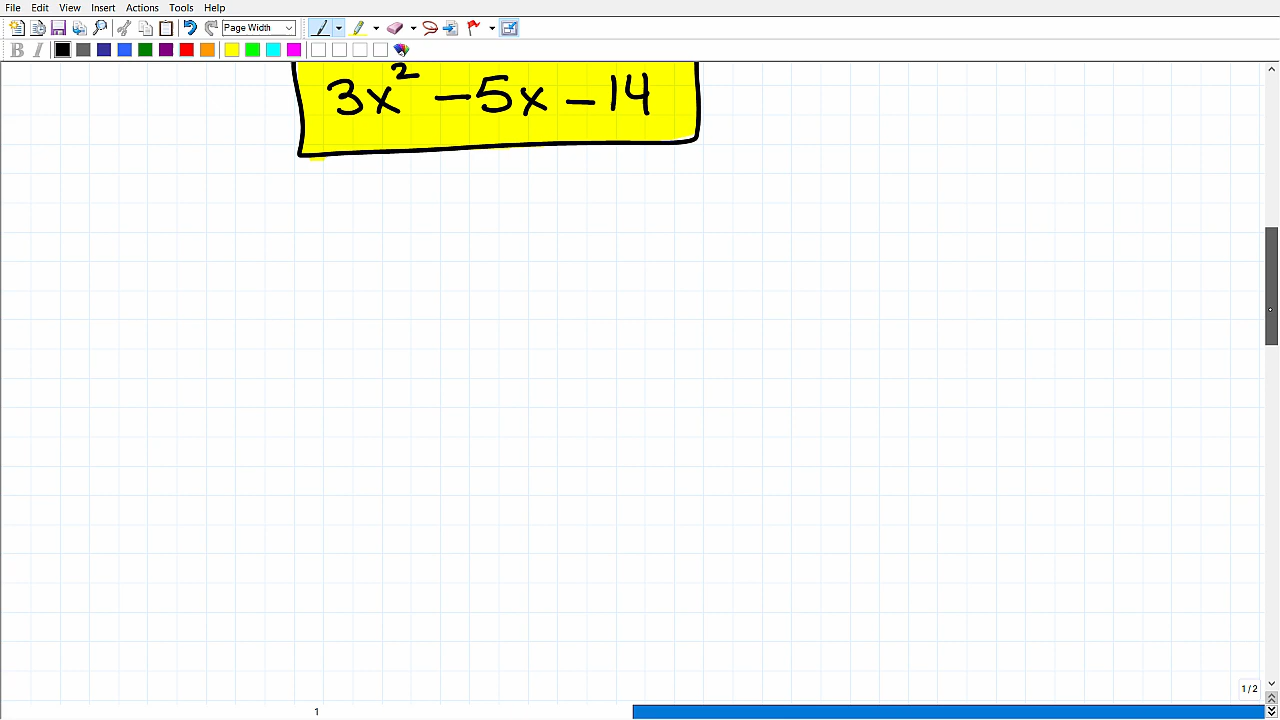 File Edit View Insert Actions Tools Help
Page Width
B I
3x² -5x -14
1/2
1